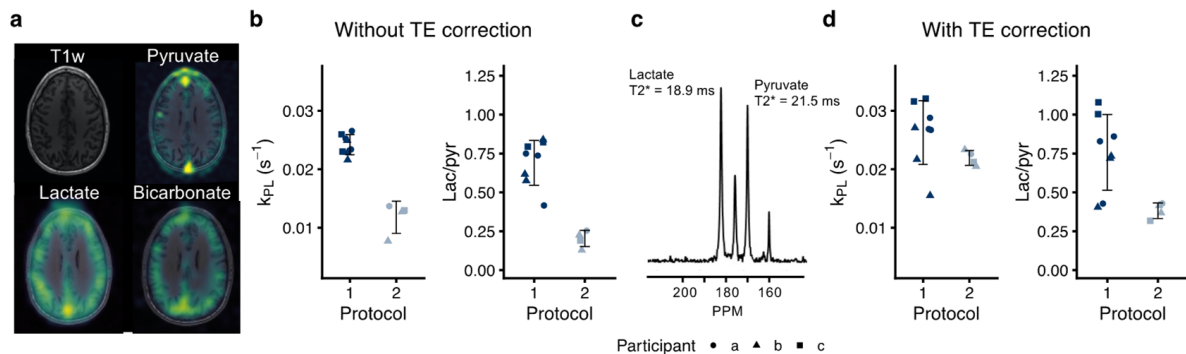 a
T1w
Pyruvate
Lactate
Bicarbonate
b
Without TE correction
k_PL (s⁻¹)
0.03
0.02
0.01
1 2
Protocol
Lac/pyr
1.25
1.00
0.75
0.50
0.25
0.00
1 2
Protocol
c
Lactate
T2* = 18.9 ms
Pyruvate
T2* = 21.5 ms
200 180 160
PPM
d
With TE correction
k_PL (s⁻¹)
0.03
0.02
0.01
1 2
Protocol
Lac/pyr
1.25
1.00
0.75
0.50
0.25
0.00
1 2
Protocol
Participant a b c